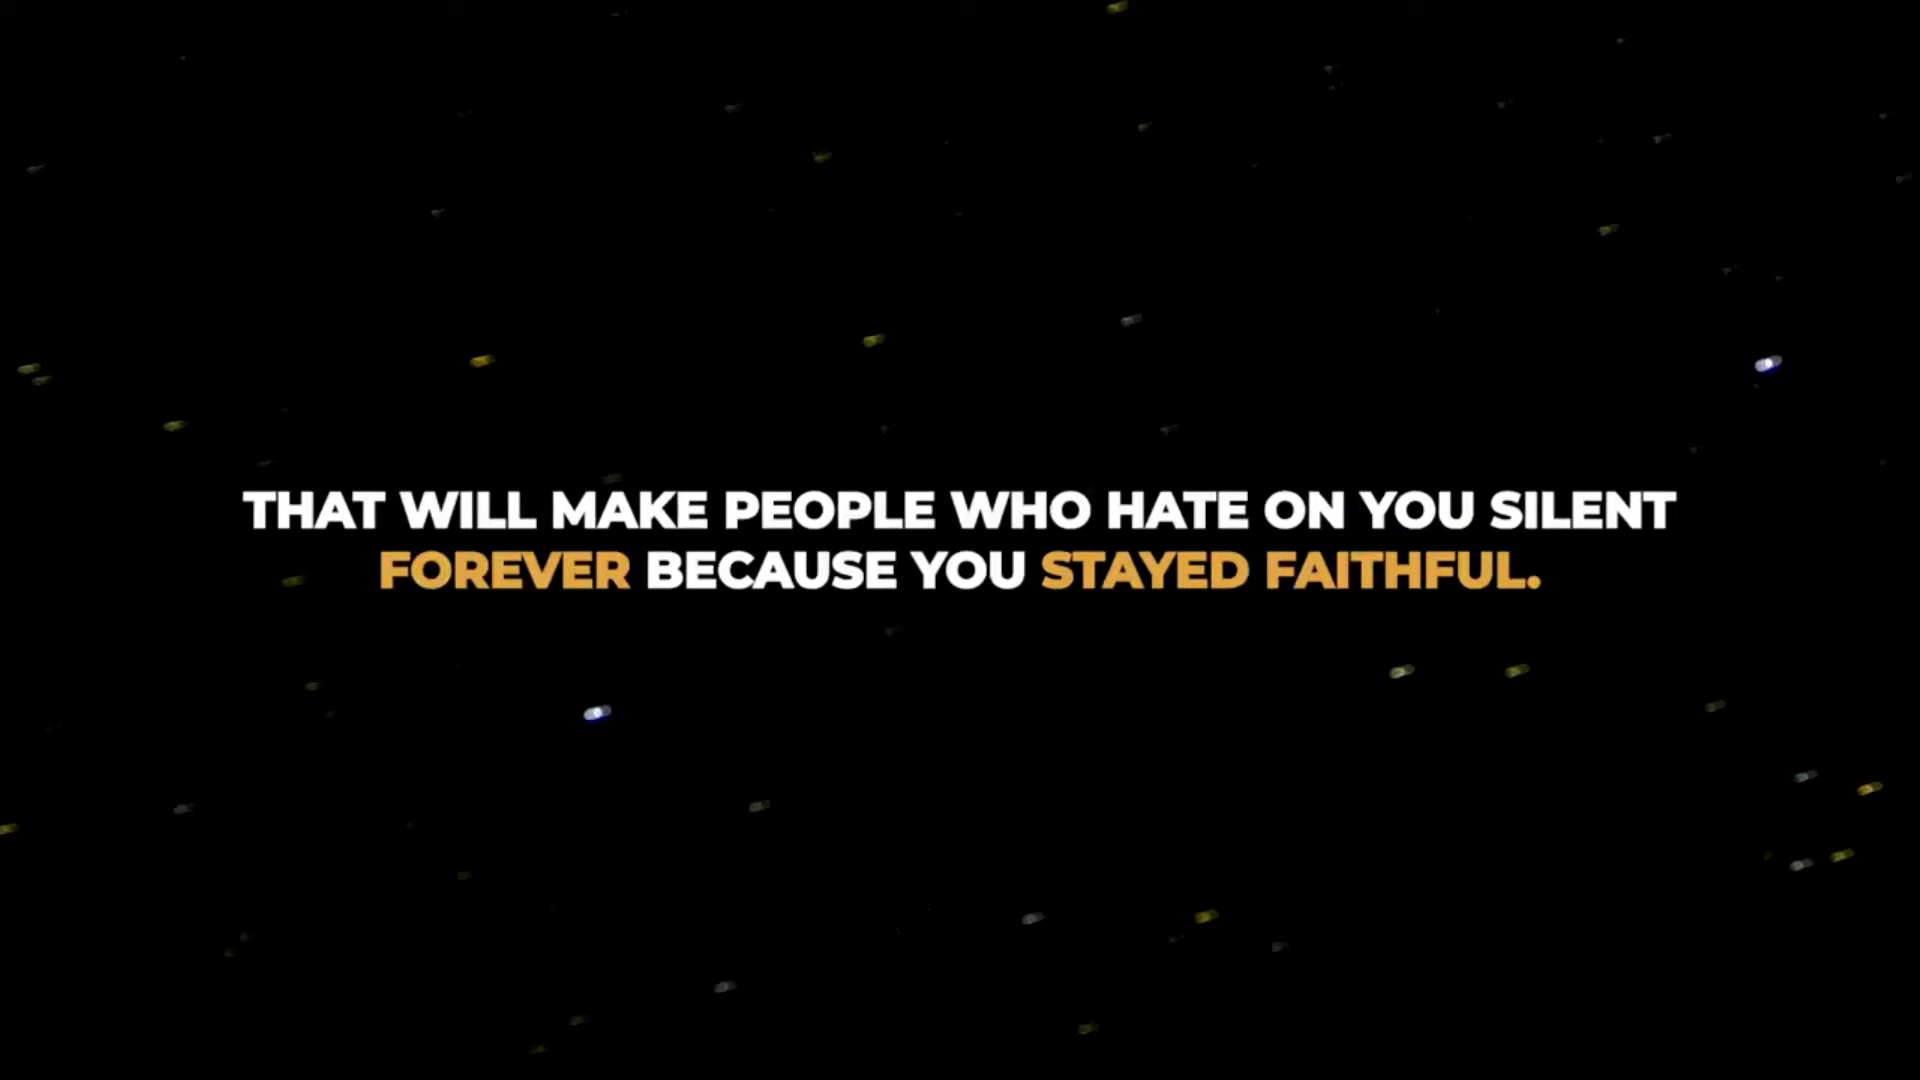 THAT WILL MAKE PEOPLE WHO HATE ON YOU SILENT
FOREVER BECAUSE YOU STAYED FAITHFUL.